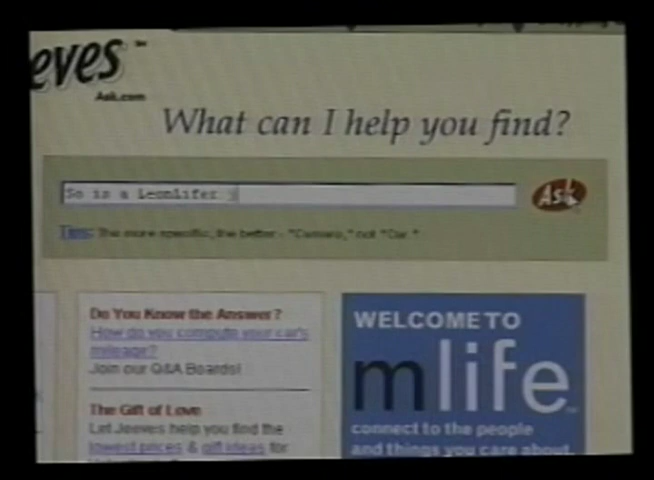 eves
Ask.com
What can I help you find?
So is a
Ask
Tips: The more specific, the better - "Camaro," not "Car."
Do You Know the Answer?
How do you compute your car's
mileage?
Join our Q&A Boards!
The Gift of Love
Let Jeeves help you find the
lowest prices & gift ideas for
WELCOME TO
mlife
connect to the people
and things you care about.